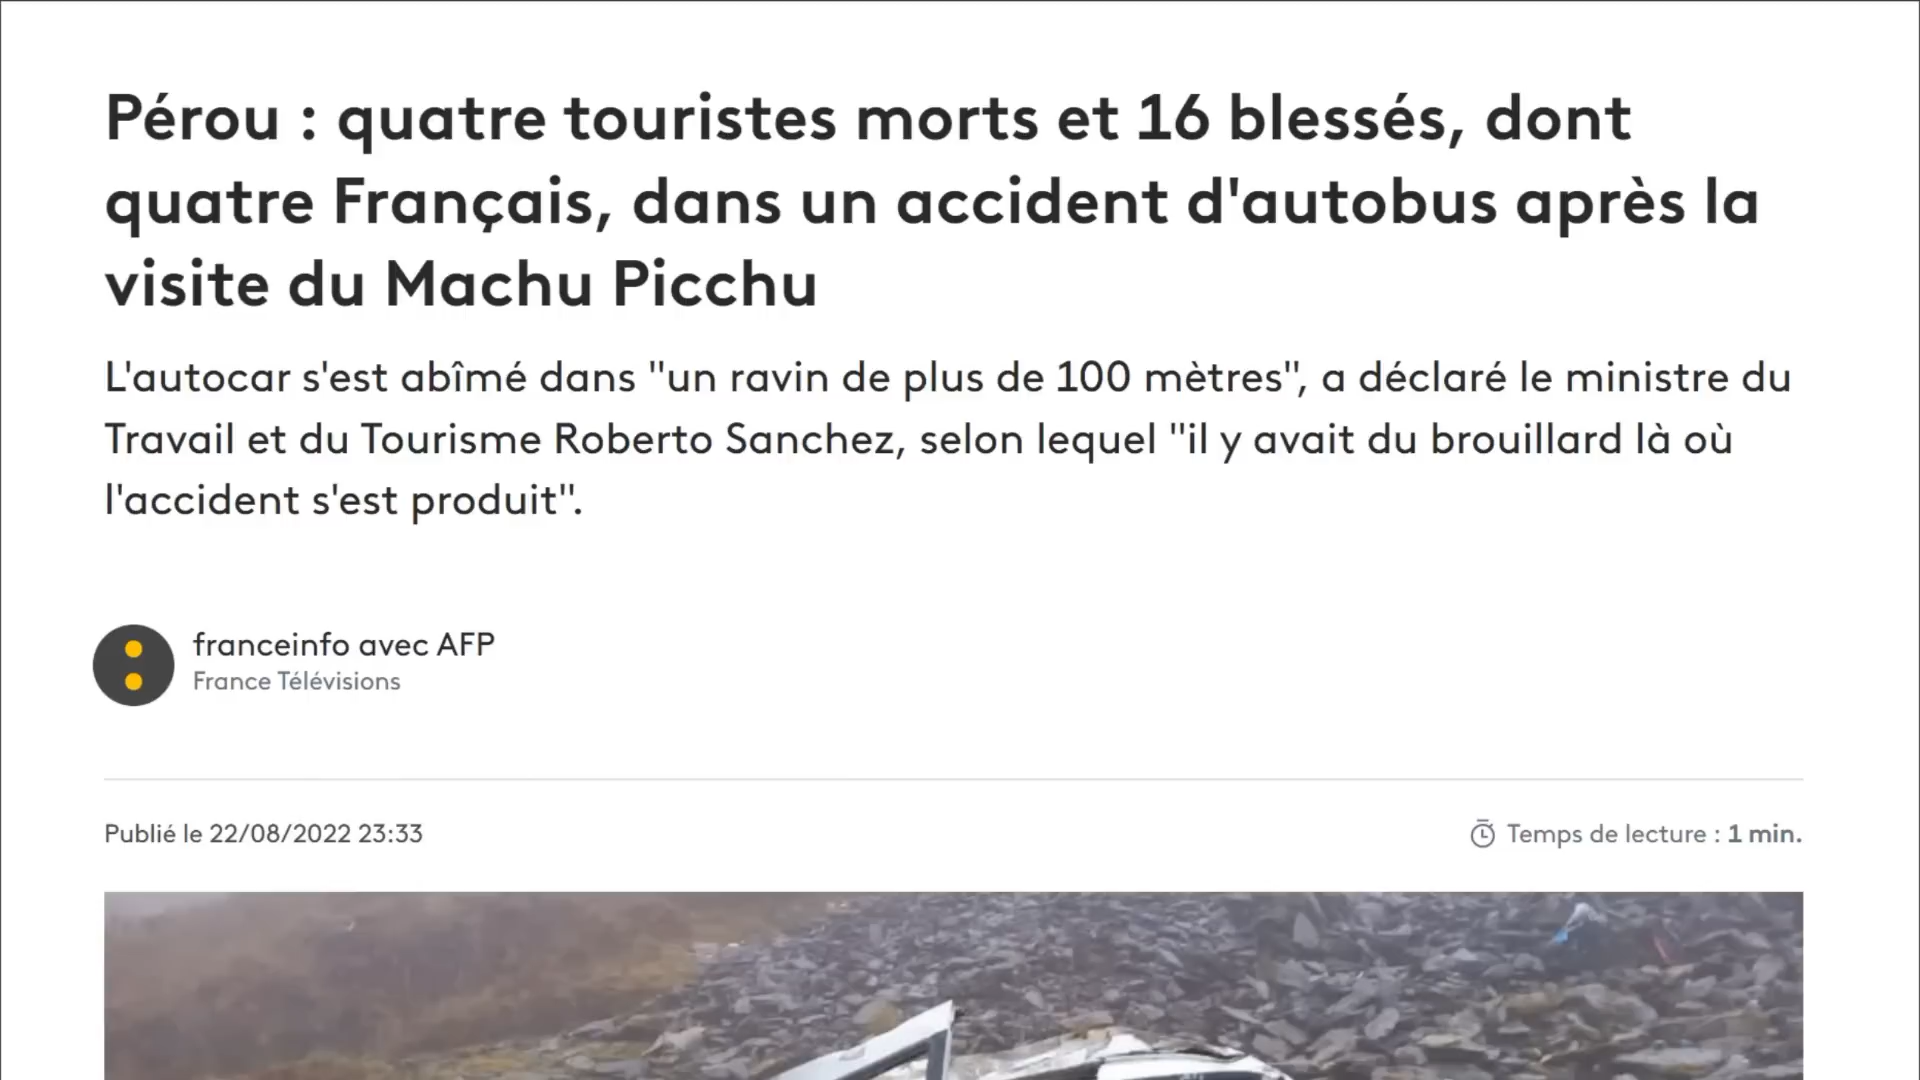 Pérou : quatre touristes morts et 16 blessés, dont
quatre Français, dans un accident d'autobus après la
visite du Machu Picchu
L'autocar s'est abîmé dans "un ravin de plus de 100 mètres", a déclaré le ministre du
Travail et du Tourisme Roberto Sanchez, selon lequel "il y avait du brouillard là où
l'accident s'est produit".
franceinfo avec AFP
France Télévisions
Publié le 22/08/2022 23:33
Temps de lecture : 1 min.